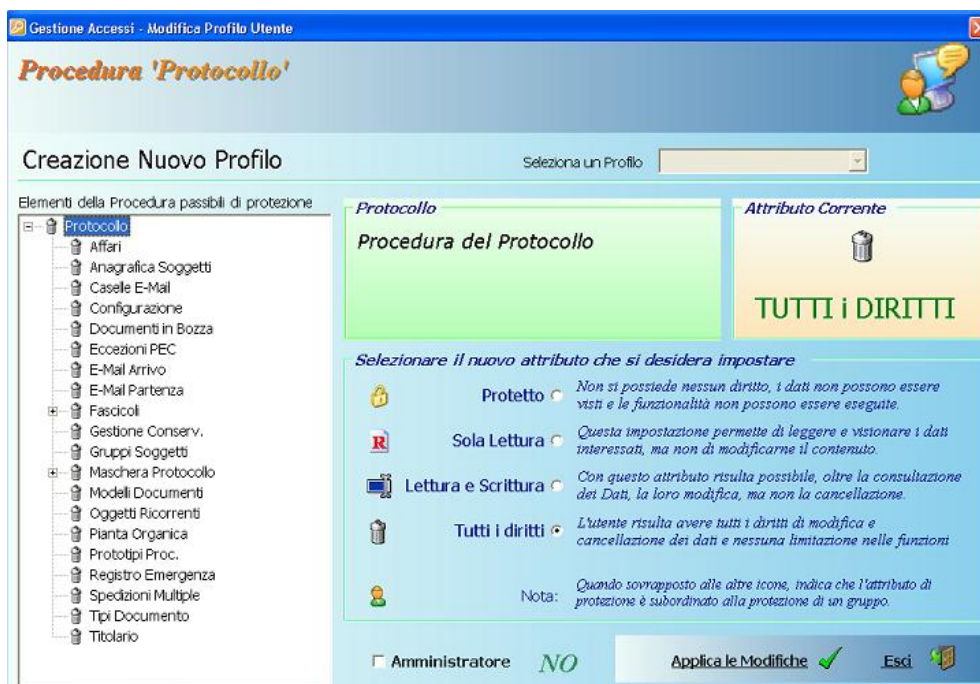 Gestione Accessi - Modifica Profilo Utente
Procedura 'Protocollo'
Creazione Nuovo Profilo
Seleziona un Profilo
Elementi della Procedura passibili di protezione
Protocollo
Affari
Anagrafica Soggetti
Caselle E-Mail
Configurazione
Documenti in Bozza
Eccezioni PEC
E-Mail Arrivo
E-Mail Partenza
Fascicoli
Gestione Conserv.
Gruppi Soggetti
Maschera Protocollo
Modelli Documenti
Oggetti Ricorrenti
Pianta Organica
Prototipi Proc.
Registro Emergenza
Spedizioni Multiple
Tipi Documento
Titolario
Protocollo
Procedura del Protocollo
Attributo Corrente
TUTTI i DIRITTI
Selezionare il nuovo attributo che si desidera impostare
Protetto
Non si possiede nessun diritto, i dati non possono essere
visti e le funzionalità non possono essere eseguite.
R
Sola Lettura
Questa impostazione permette di leggere e visionare i dati
interessati, ma non di modificarne il contenuto.
Lettura e Scrittura
Con questo attributo risulta possibile, oltre la consultazione
dei Dati, la loro modifica, ma non la cancellazione.
Tutti i diritti
L'utente risulta avere tutti i diritti di modifica e
cancellazione dei dati e nessuna limitazione nelle funzioni
Nota:
Quando sovrapposto alle altre icone, indica che l'attributo di
protezione è subordinato alla protezione di un gruppo.
Amministratore
NO
Applica le Modifiche
Esci